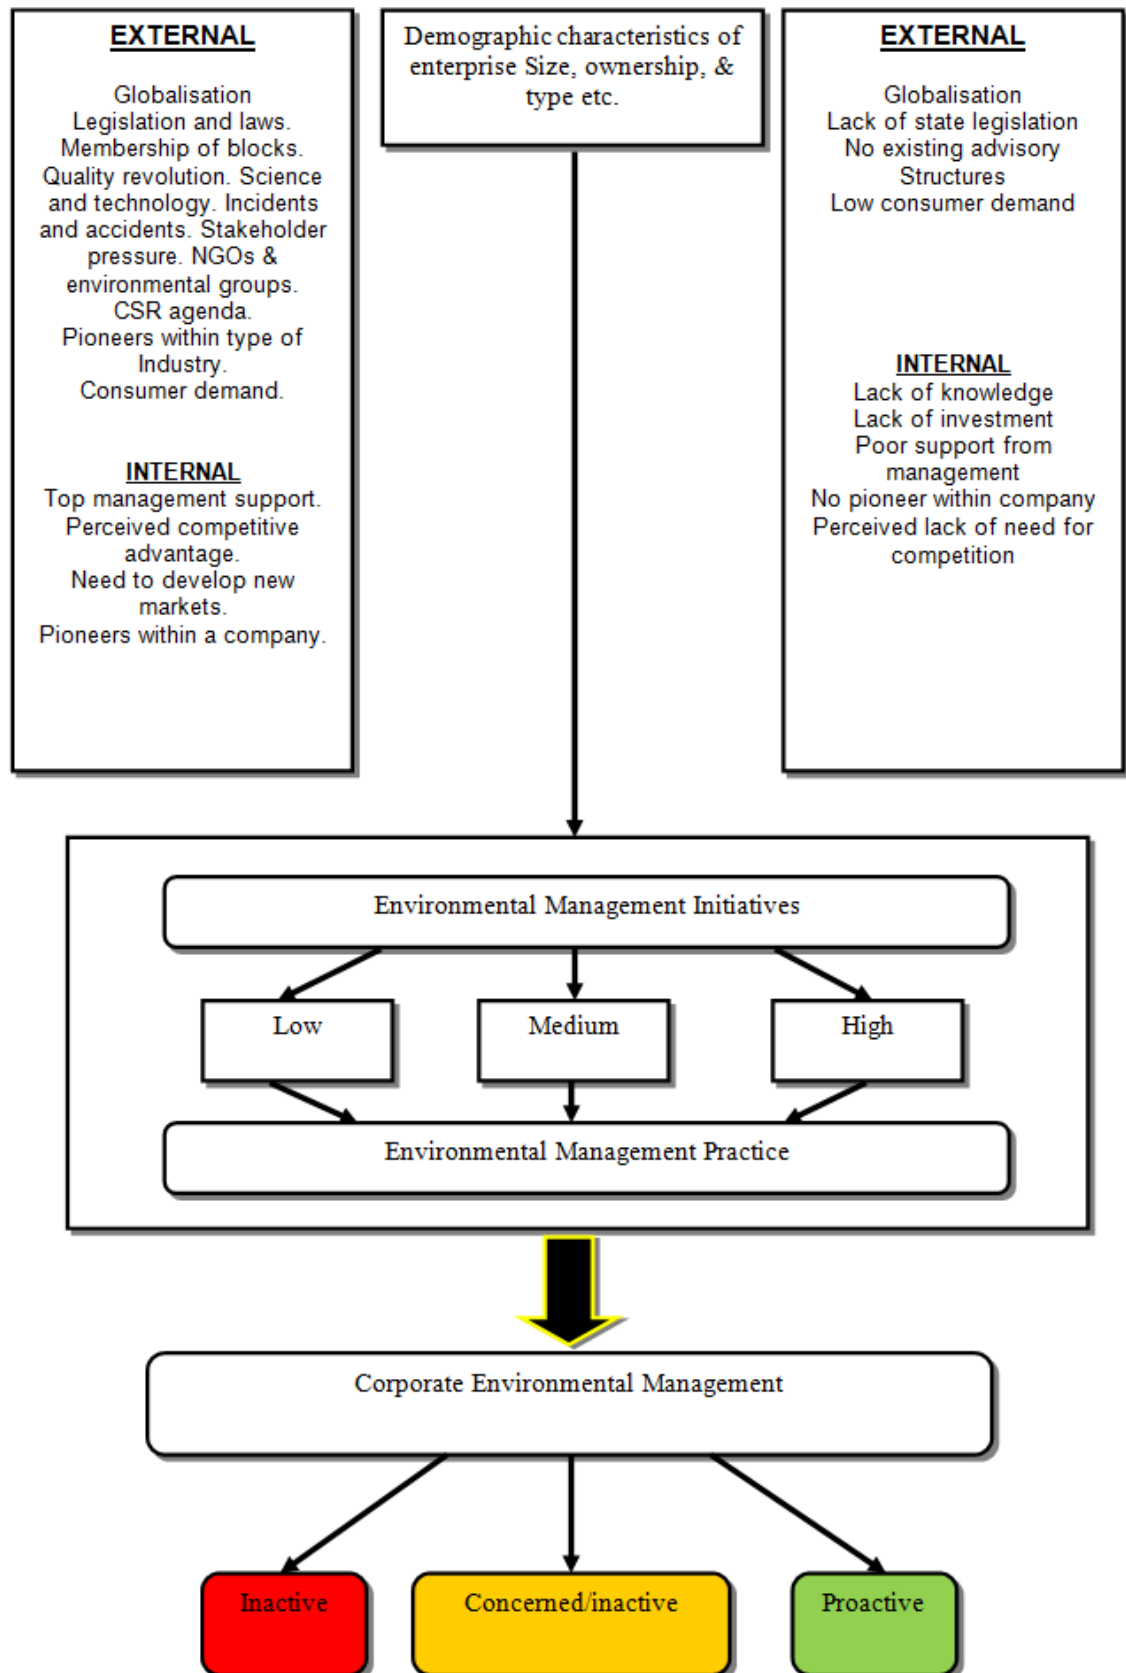 EXTERNAL
Globalisation
Legislation and laws.
Membership of blocks.
Quality revolution. Science
and technology. Incidents
and accidents. Stakeholder
pressure. NGOs &
environmental groups.
CSR agenda.
Pioneers within type of
Industry.
Consumer demand.
INTERNAL
Top management support.
Perceived competitive
advantage.
Need to develop new
markets.
Pioneers within a company.
Demographic characteristics of
enterprise Size, ownership, &
type etc.
EXTERNAL
Globalisation
Lack of state legislation
No existing advisory
Structures
Low consumer demand
INTERNAL
Lack of knowledge
Lack of investment
Poor support from
management
No pioneer within company
Perceived lack of need for
competition
Environmental Management Initiatives
Low
Medium
High
Environmental Management Practice
Corporate Environmental Management
Inactive
Concerned/inactive
Proactive